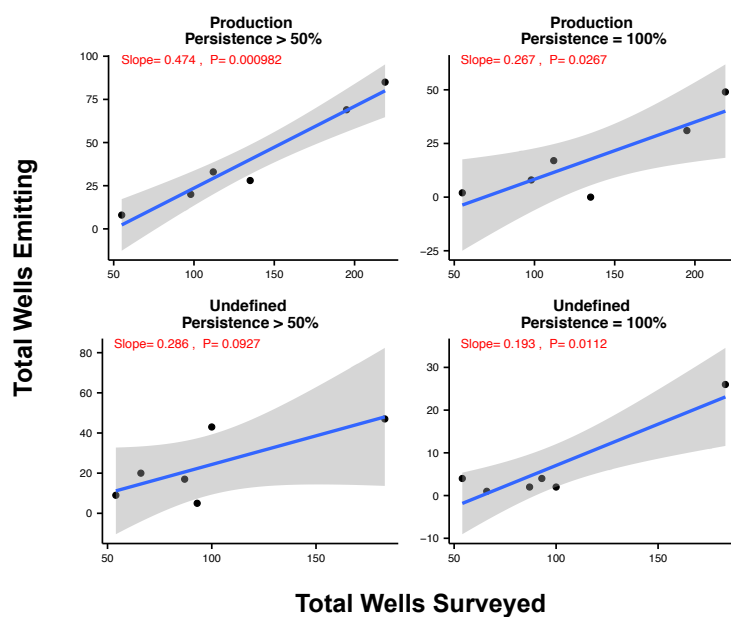 Production
Persistence > 50%
Slope= 0.474 , P= 0.000982
100
75
50
25
0
50
100
150
200
Production
Persistence = 100%
Slope= 0.267 , P= 0.0267
50
25
0
−25
50
100
150
200
Total Wells Emitting
Undefined
Persistence > 50%
Slope= 0.286 , P= 0.0927
80
60
40
20
0
100
150
Undefined
Persistence = 100%
Slope= 0.193 , P= 0.0112
30
20
10
0
−10
50
100
150
Total Wells Surveyed